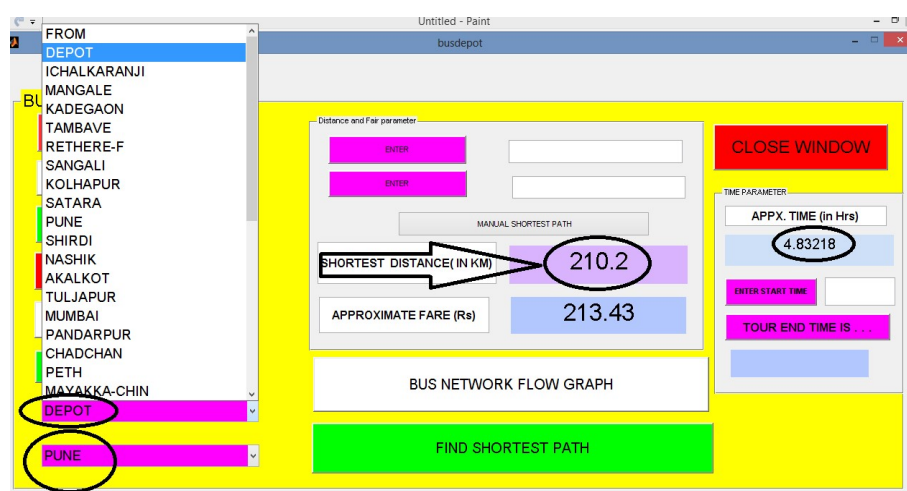 Untitled - Paint
busdepot
FROM
DEPOT
ICHALKARANJI
MANGALE
KADEGAON
TAMBAVE
RETHERE-F
SANGALI
KOLHAPUR
SATARA
PUNE
SHIRDI
NASHIK
AKALKOT
TULJAPUR
MUMBAI
PANDARPUR
CHADCHAN
PETH
MAYAKKA-CHIN
DEPOT
PUNE
BU
Distance and Fair parameter
ENTER
ENTER
MANUAL SHORTEST PATH
SHORTEST DISTANCE( IN KM)
210.2
APPROXIMATE FARE (Rs)
213.43
BUS NETWORK FLOW GRAPH
FIND SHORTEST PATH
CLOSE WINDOW
TIME PARAMETER
APPX. TIME (in Hrs)
4.83218
ENTER START TIME
TOUR END TIME IS . . .